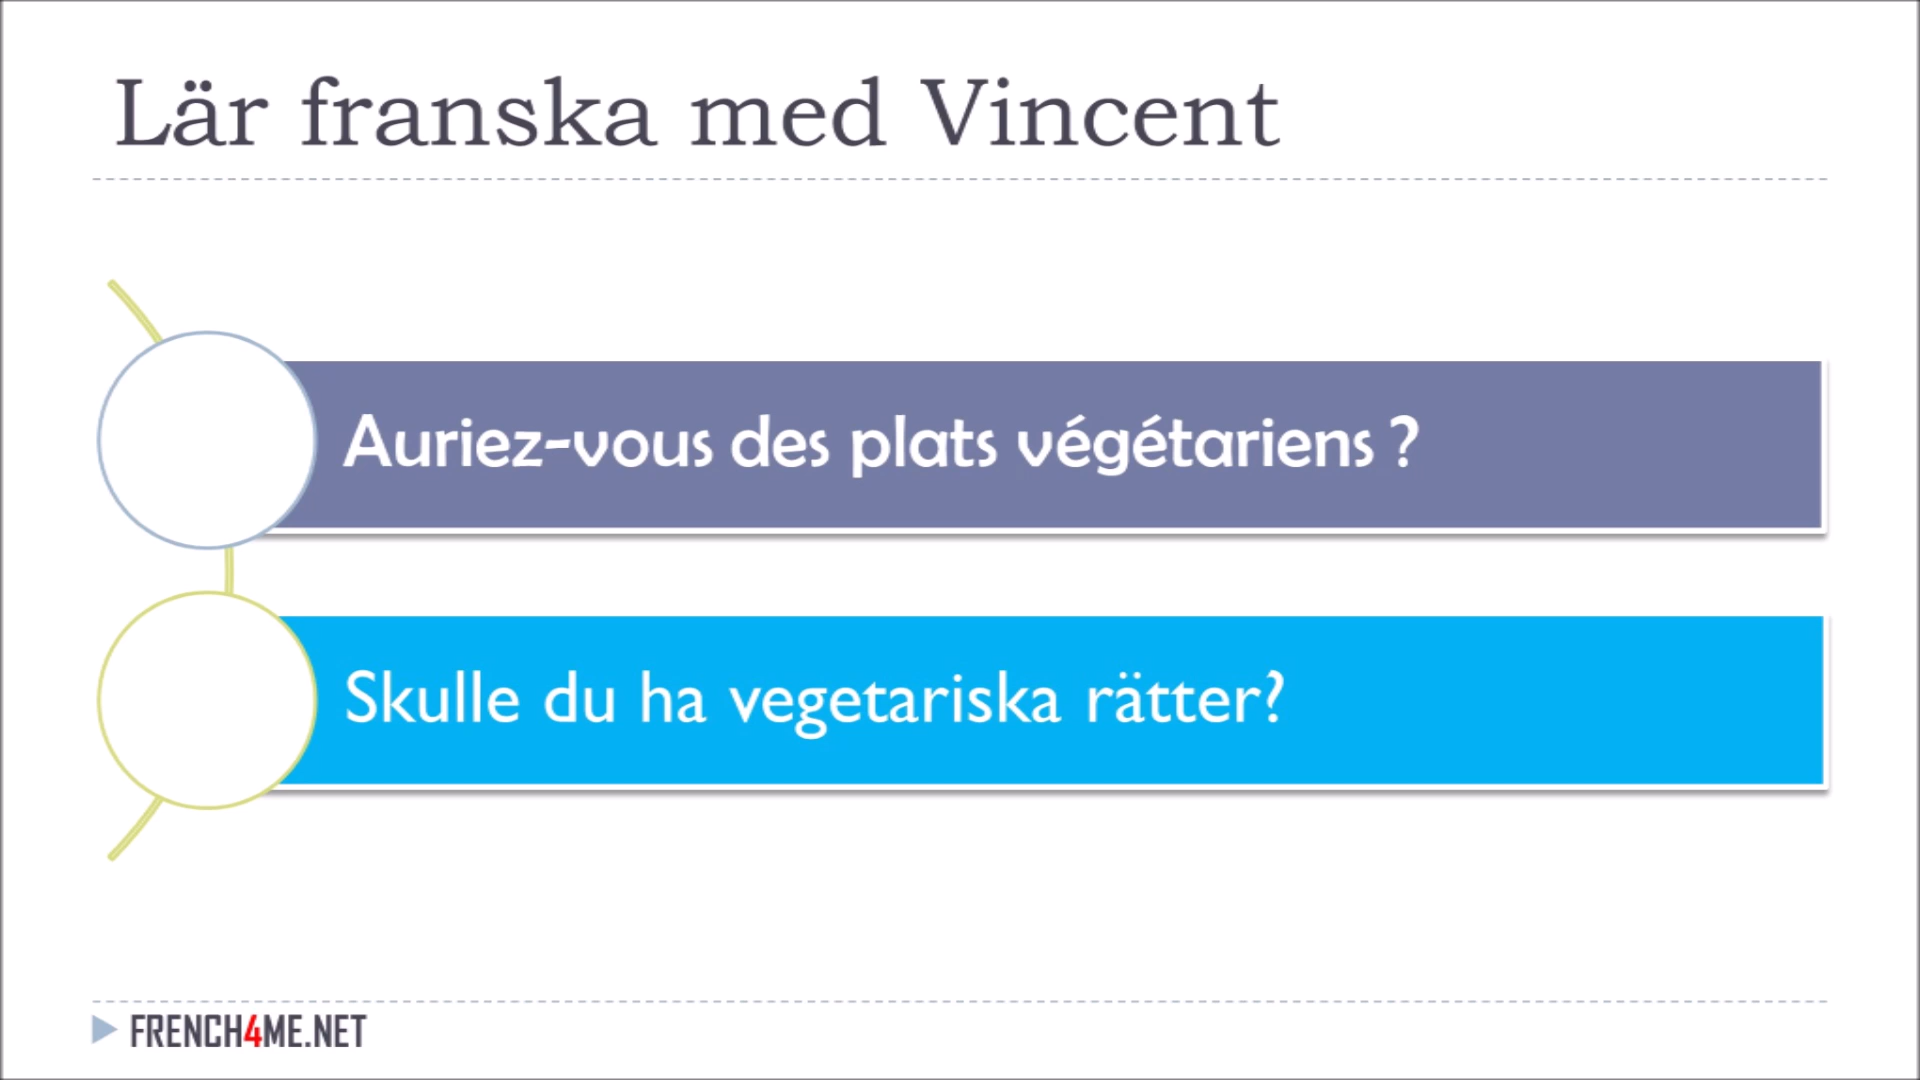 Lär franska med Vincent
Auriez-vous des plats végétariens ?
Skulle du ha vegetariska rätter?
FRENCH4ME.NET